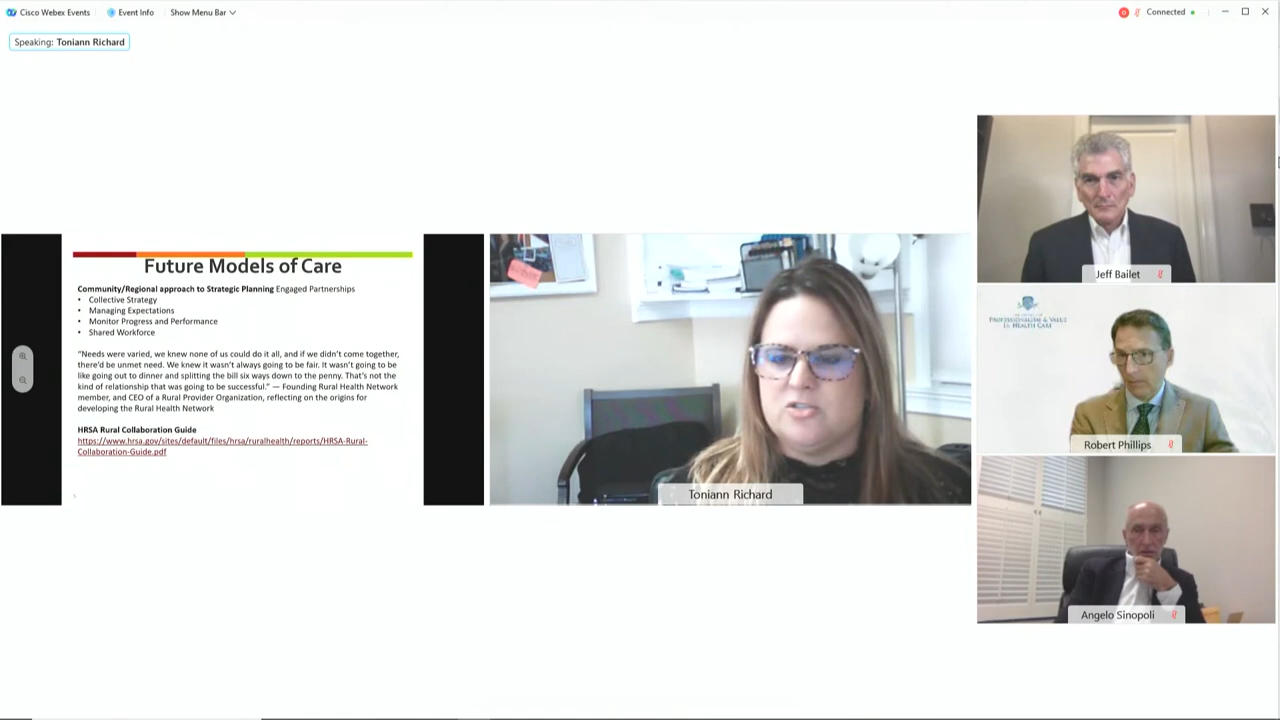 Cisco Webex Events
Event Info
Show Menu Bar
Connected
Speaking: Toniann Richard
Future Models of Care
Community/Regional approach to Strategic Planning Engaged Partnerships
• Collective Strategy
• Managing Expectations
• Monitor Progress and Performance
• Shared Workforce
"Needs were varied, we knew none of us could do it all, and if we didn't come together,
there'd be unmet need. We knew it wasn't always going to be fair. It wasn't going to be
like going out to dinner and splitting the bill six ways down to the penny. That's not the
kind of relationship that was going to be successful." — Founding Rural Health Network
member, and CEO of a Rural Provider Organization, reflecting on the origins for
developing the Rural Health Network
HRSA Rural Collaboration Guide
https://www.hrsa.gov/sites/default/files/hrsa/ruralhealth/reports/HRSA-Rural-
Collaboration-Guide.pdf
Toniann Richard
Jeff Bailet
PROFESSIONALISM & VALUE
IN HEALTH CARE
Robert Phillips
Angelo Sinopoli